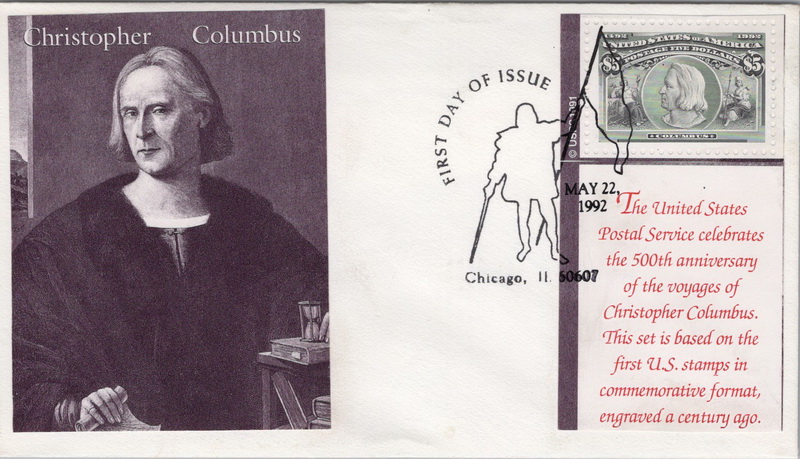 Christopher Columbus
FIRST DAY OF ISSUE
MAY 22,
1992
Chicago, IL 60607
1492 1992
UNITED STATES OF AMERICA
POSTAGE FIVE DOLLARS
$5 $5
COLUMBUS
The United States
Postal Service celebrates
the 500th anniversary
of the voyages of
Christopher Columbus.
This set is based on the
first U.S. stamps in
commemorative format,
engraved a century ago.